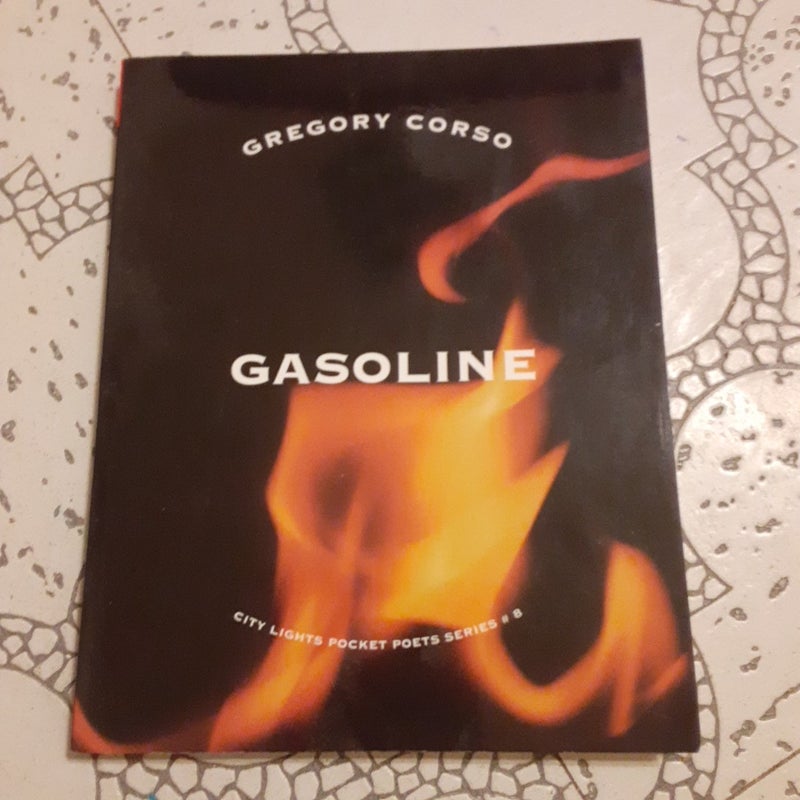 GREGORY CORSO
GASOLINE
CITY LIGHTS POCKET POETS SERIES # 8